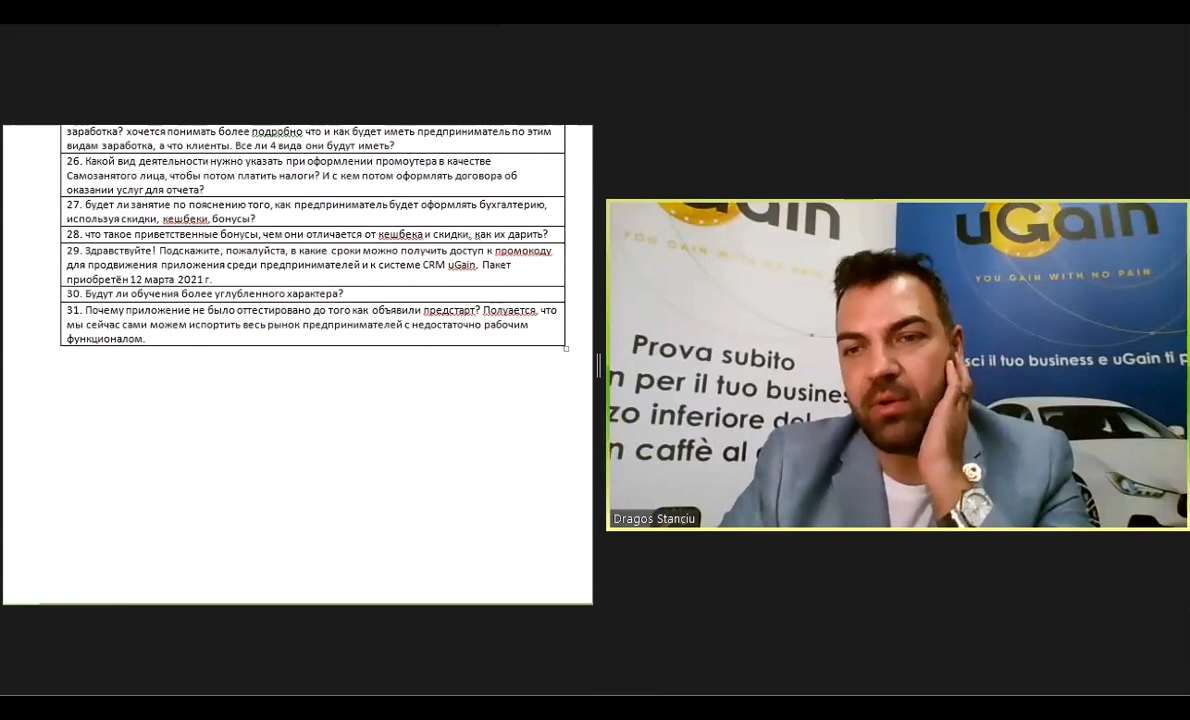 заработка? хочется понимать более подробно что и как будет иметь предприниматель по этим
видам заработка, а что клиенты. Все ли 4 вида они будут иметь?
26. Какой вид деятельности нужно указать при оформлении промоутера в качестве
Самозанятого лица, чтобы потом платить налоги? И с кем потом оформлять договора об
оказании услуг для отчета?
27. будет ли занятие по пояснению того, как предприниматель будет оформлять бухгалтерию,
используя скидки, кешбеки, бонусы?
28. что такое приветственные бонусы, чем они отличается от кешбека и скидки, как их дарить?
29. Здравствуйте! Подскажите, пожалуйста, в какие сроки можно получить доступ к промокоду
для продвижения приложения среди предпринимателей и к системе CRM uGain. Пакет
приобретён 12 марта 2021 г.
30. Будут ли обучения более углубленного характера?
31. Почему приложение не было оттестировано до того как объявили предстарт? Полуается, что
мы сейчас сами можем испортить весь рынок предпринимателей с недостаточно рабочим
функционалом.
Gain
YOU GAIN WITH NO PAIN
Prova subito
n per il tuo business
zo inferiore del
n caffè al
uGain
YOU GAIN WITH NO PAIN
sci il tuo business e uGain ti p
Dragos Stanciu